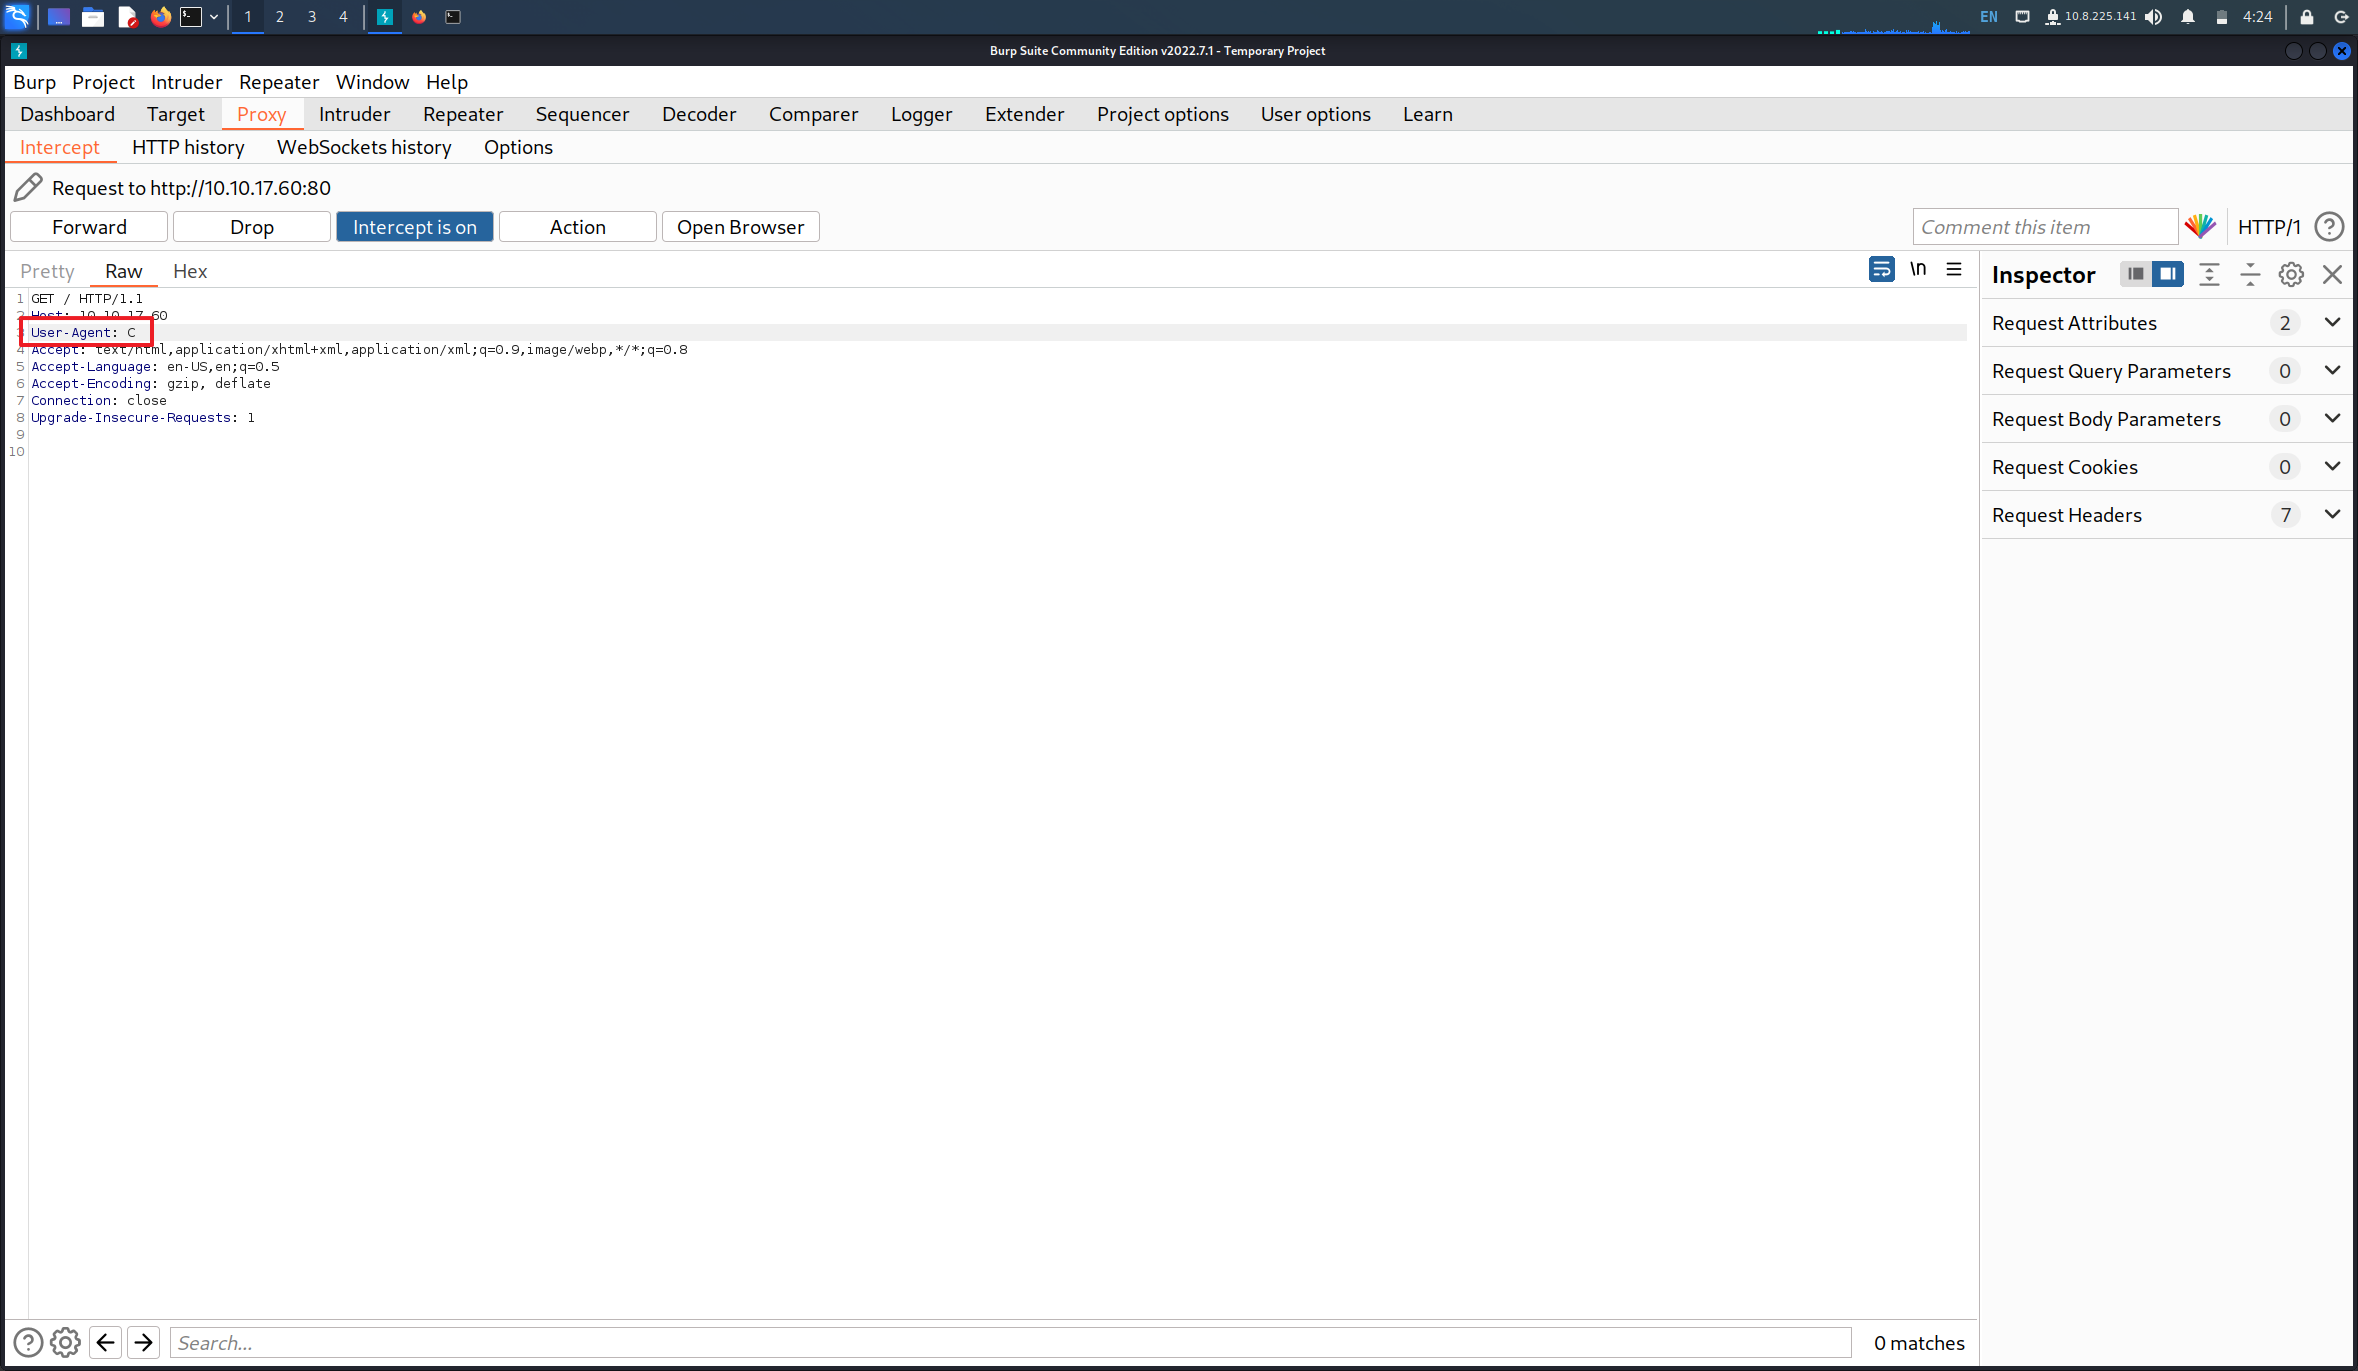 1 2 3 4 EN 10.8.225.141 4:24
Burp Suite Community Edition v2022.7.1 - Temporary Project
Burp Project Intruder Repeater Window Help
Dashboard Target Proxy Intruder Repeater Sequencer Decoder Comparer Logger Extender Project options User options Learn
Intercept HTTP history WebSockets history Options
Request to http://10.10.17.60:80
Forward Drop Intercept is on Action Open Browser Comment this item HTTP/1
Pretty Raw Hex \n
1 GET / HTTP/1.1
2 Host: 10.10.17.60
3 User-Agent: C
4 Accept: text/html,application/xhtml+xml,application/xml;q=0.9,image/webp,*/*;q=0.8
5 Accept-Language: en-US,en;q=0.5
6 Accept-Encoding: gzip, deflate
7 Connection: close
8 Upgrade-Insecure-Requests: 1
9
10
Inspector
Request Attributes 2
Request Query Parameters 0
Request Body Parameters 0
Request Cookies 0
Request Headers 7
Search... 0 matches